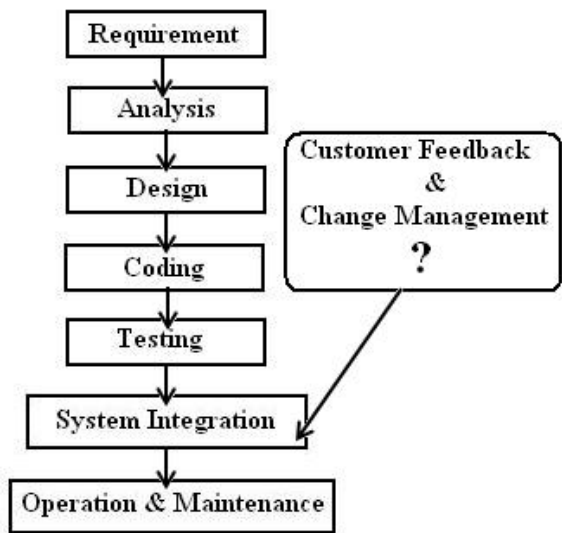 Requirement
Analysis
Design
Coding
Testing
System Integration
Operation & Maintenance
Customer Feedback
&
Change Management
?